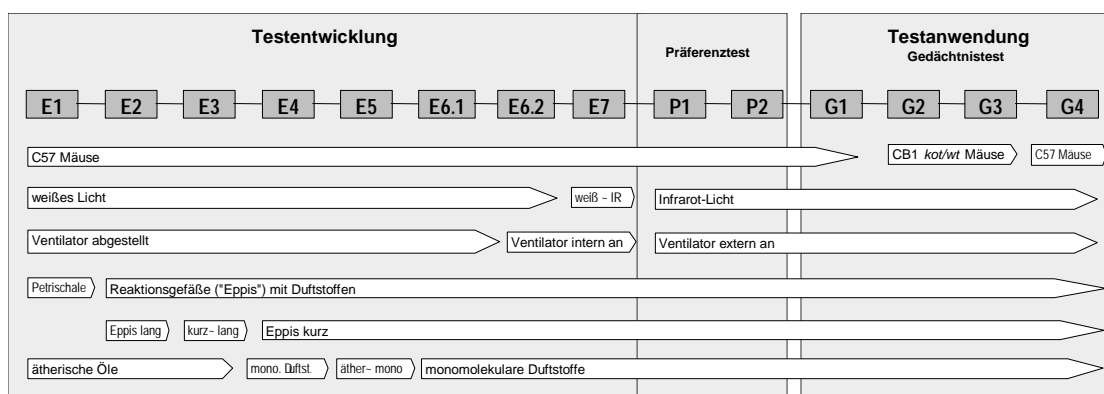 Testentwicklung
Präferenztest
Testanwendung
Gedächtnistest
E1 E2 E3 E4 E5 E6.1 E6.2 E7 P1 P2 G1 G2 G3 G4
C57 Mäuse CB1 kot/wt Mäuse C57 Mäuse
weißes Licht weiß ~ IR Infrarot-Licht
Ventilator abgestellt Ventilator intern an Ventilator extern an
Petrischale Reaktionsgefäße ("Eppis") mit Duftstoffen
Eppis lang kurz~ lang Eppis kurz
ätherische Öle mono. Duftst. äther~ mono monomolekulare Duftstoffe